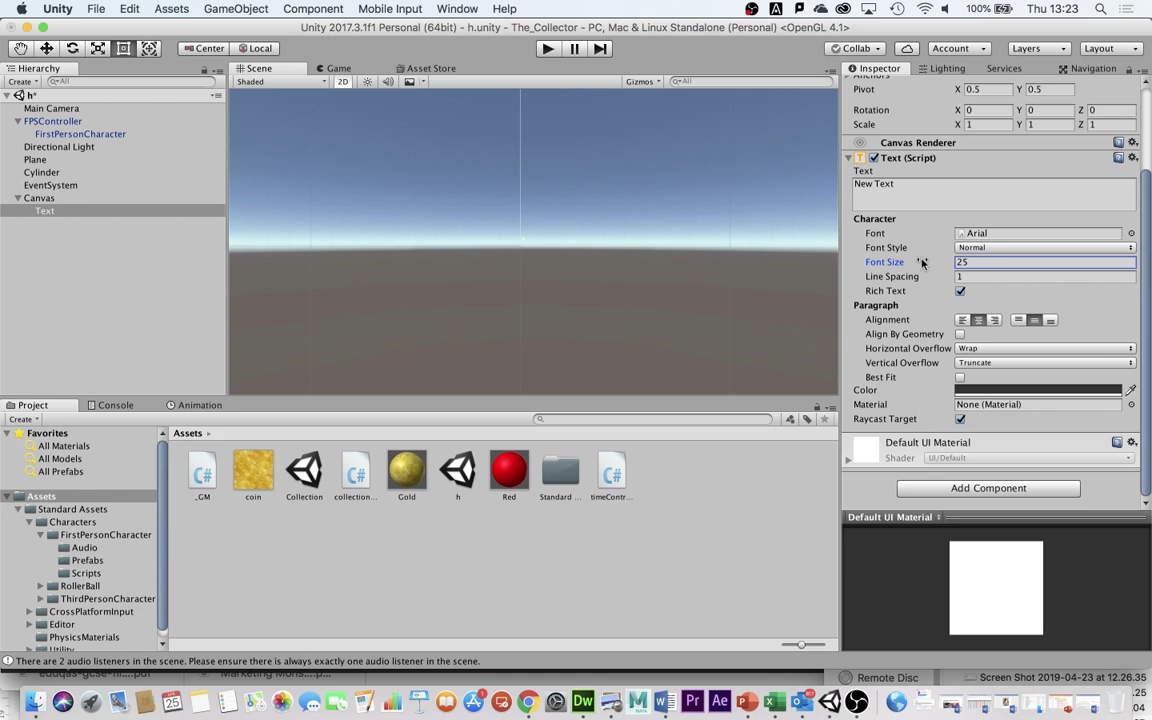 Unity File Edit Assets GameObject Component Mobile Input Window Help 100% Thu 13:23
Unity 2017.3.1f1 Personal (64bit) - h.unity - The_Collector - PC, Mac & Linux Standalone (Personal) <OpenGL 4.1>
Center Local Collab Account Layers Layout
Hierarchy Scene Game Asset Store Inspector Lighting Services Navigation
Create All Shaded 2D Gizmos All
h*
Main Camera
FPSController
FirstPersonCharacter
Directional Light
Plane
Cylinder
EventSystem
Canvas
Text
Anchors
Pivot X 0.5 Y 0.5
Rotation X 0 Y 0 Z 0
Scale X 1 Y 1 Z 1
Canvas Renderer
Text (Script)
Text
New Text
Character
Font Arial
Font Style Normal
Font Size 25
Line Spacing 1
Rich Text
Paragraph
Alignment
Align By Geometry
Horizontal Overflow Wrap
Vertical Overflow Truncate
Best Fit
Color
Material None (Material)
Raycast Target
Default UI Material
Shader UI/Default
Add Component
Default UI Material
Project Console Animation
Create
Favorites
All Materials
All Models
All Prefabs
Assets
Standard Assets
Characters
FirstPersonCharacter
Audio
Prefabs
Scripts
RollerBall
ThirdPersonCharacter
CrossPlatformInput
Editor
PhysicsMaterials
Utility
Assets
C# C# C#
_GM coin Collection collection... Gold h Red Standard ... timeContr...
There are 2 audio listeners in the scene. Please ensure there is always exactly one audio listener in the scene.
Remote Disc Screen Shot 2019-04-23 at 12.26.35